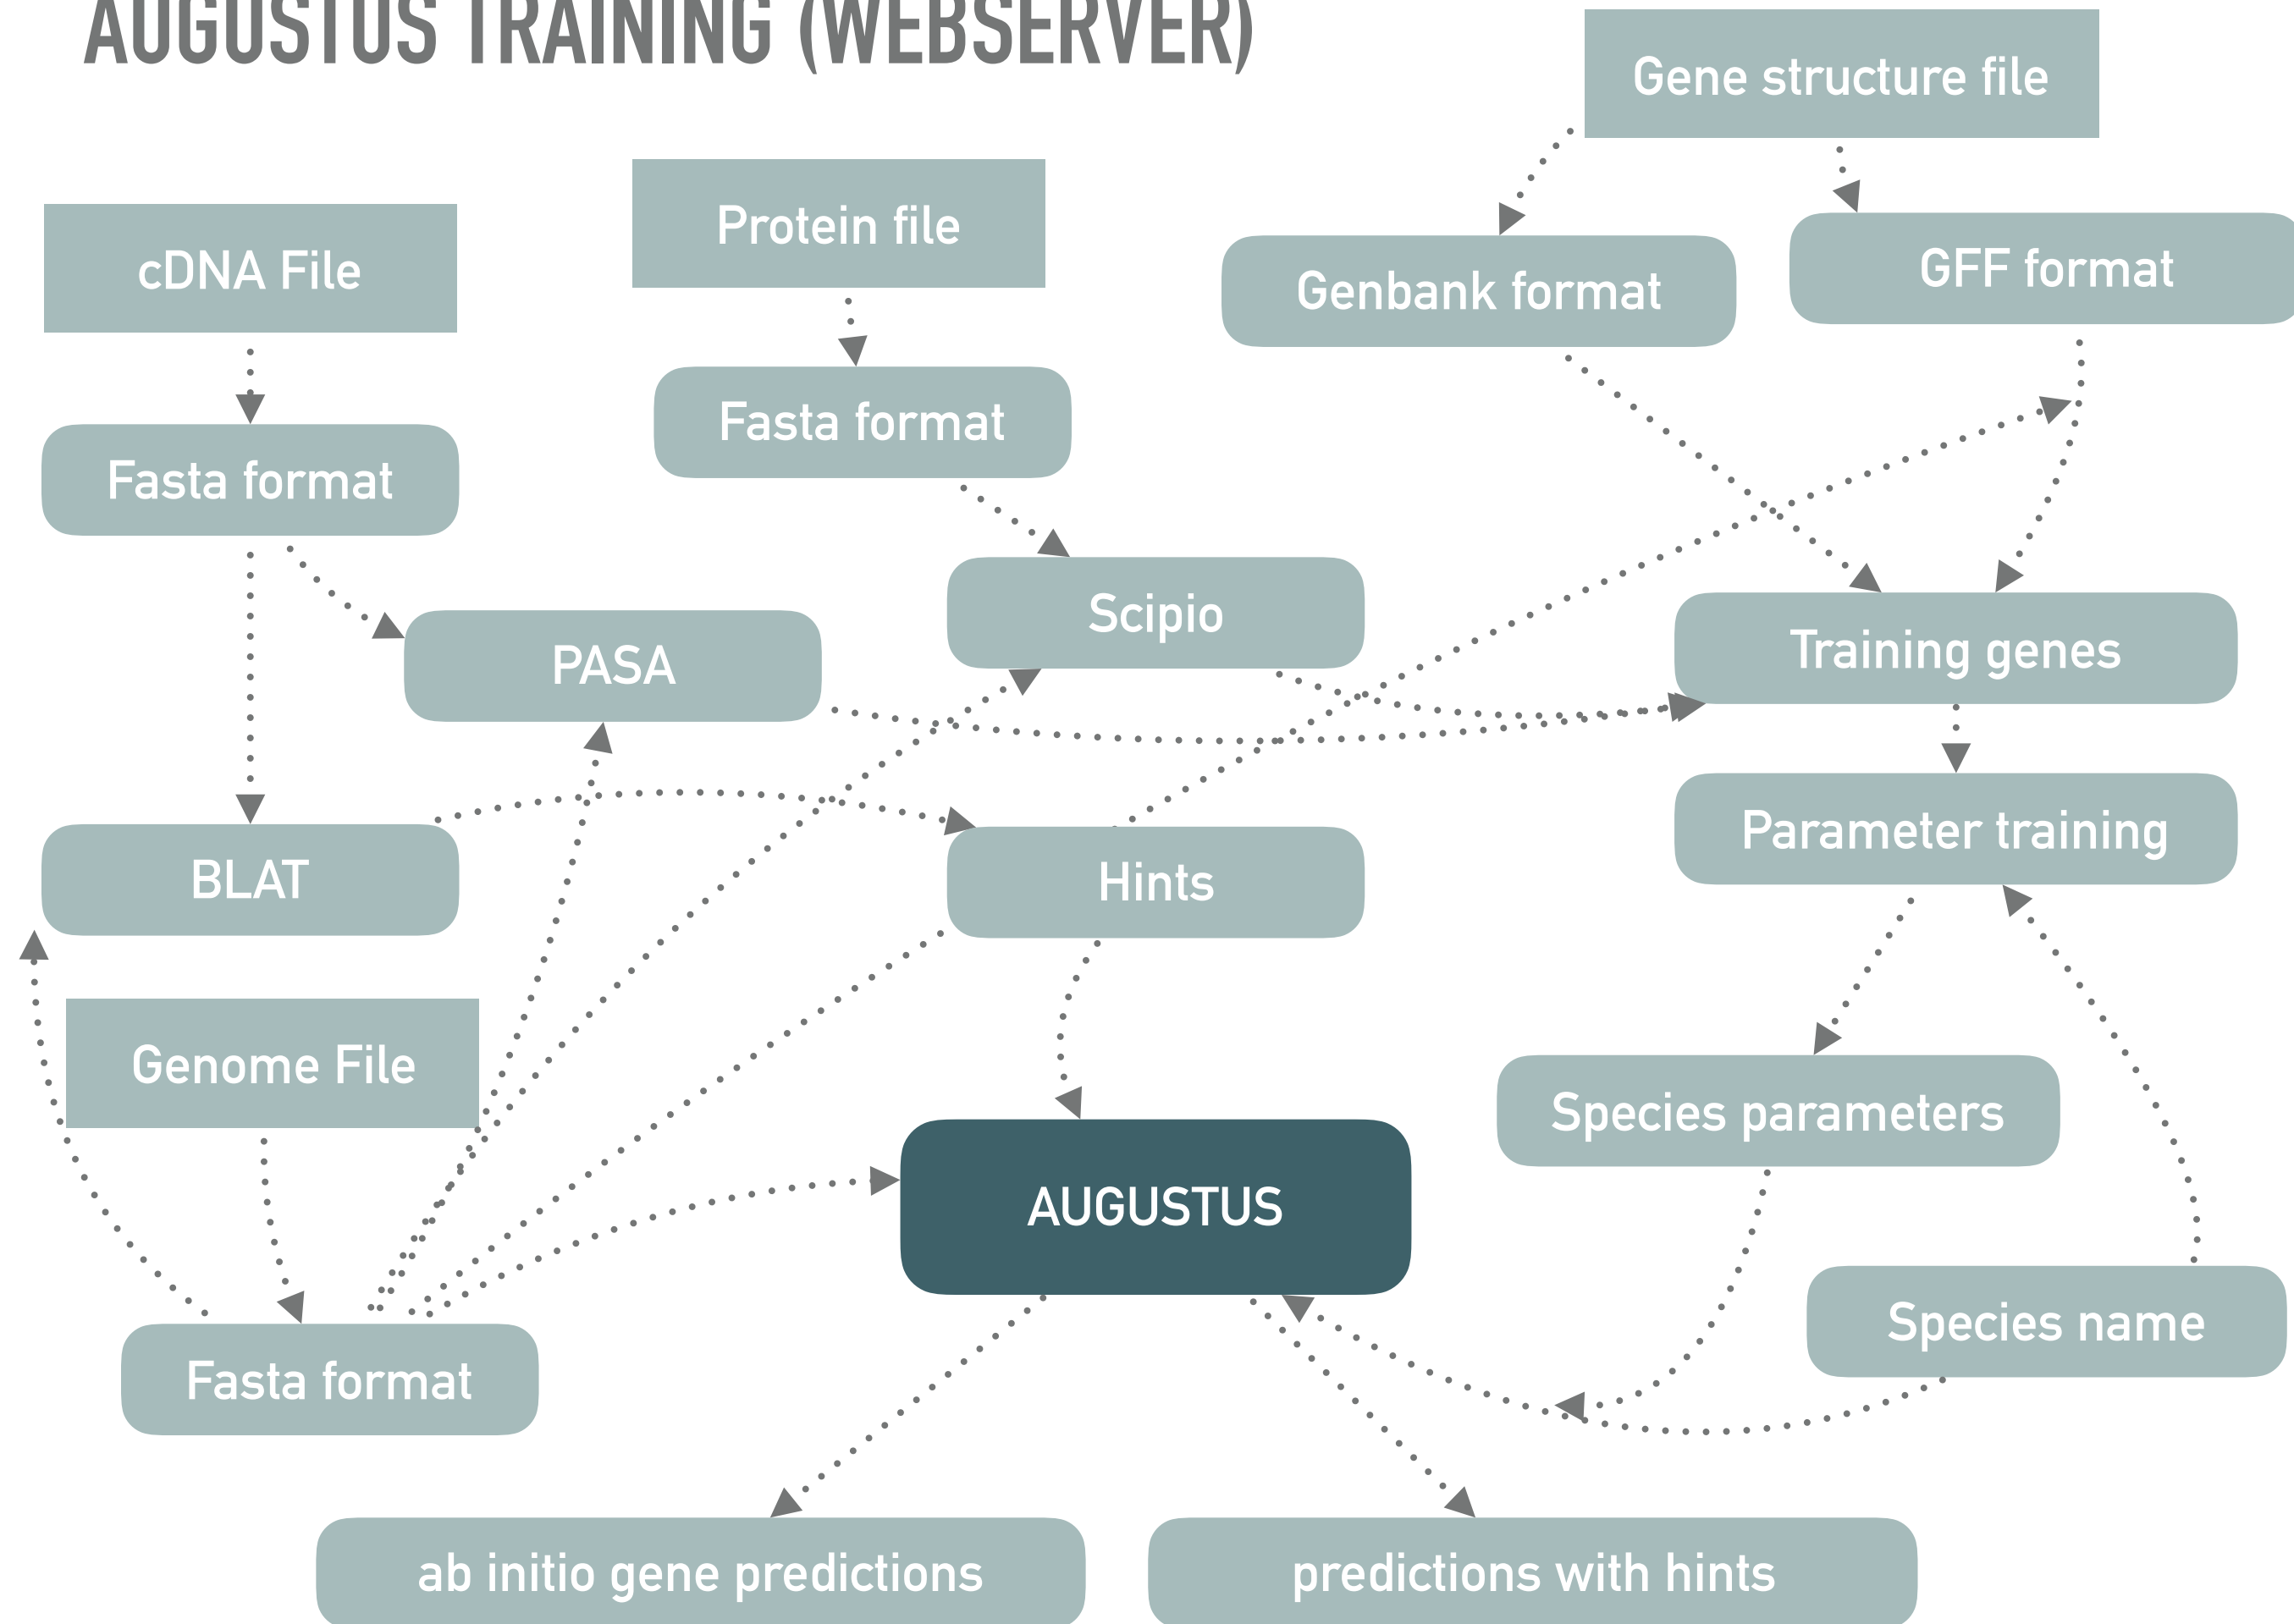 AUGUSTUS TRAINING (WEBSERVER)
Gene structure file
Protein file
cDNA File
Genbank format
GFF format
Fasta format
Fasta format
Scipio
PASA
Training genes
Parameter training
BLAT
Hints
Genome File
Species parameters
AUGUSTUS
Species name
Fasta format
ab initio gene predictions
predictions with hints